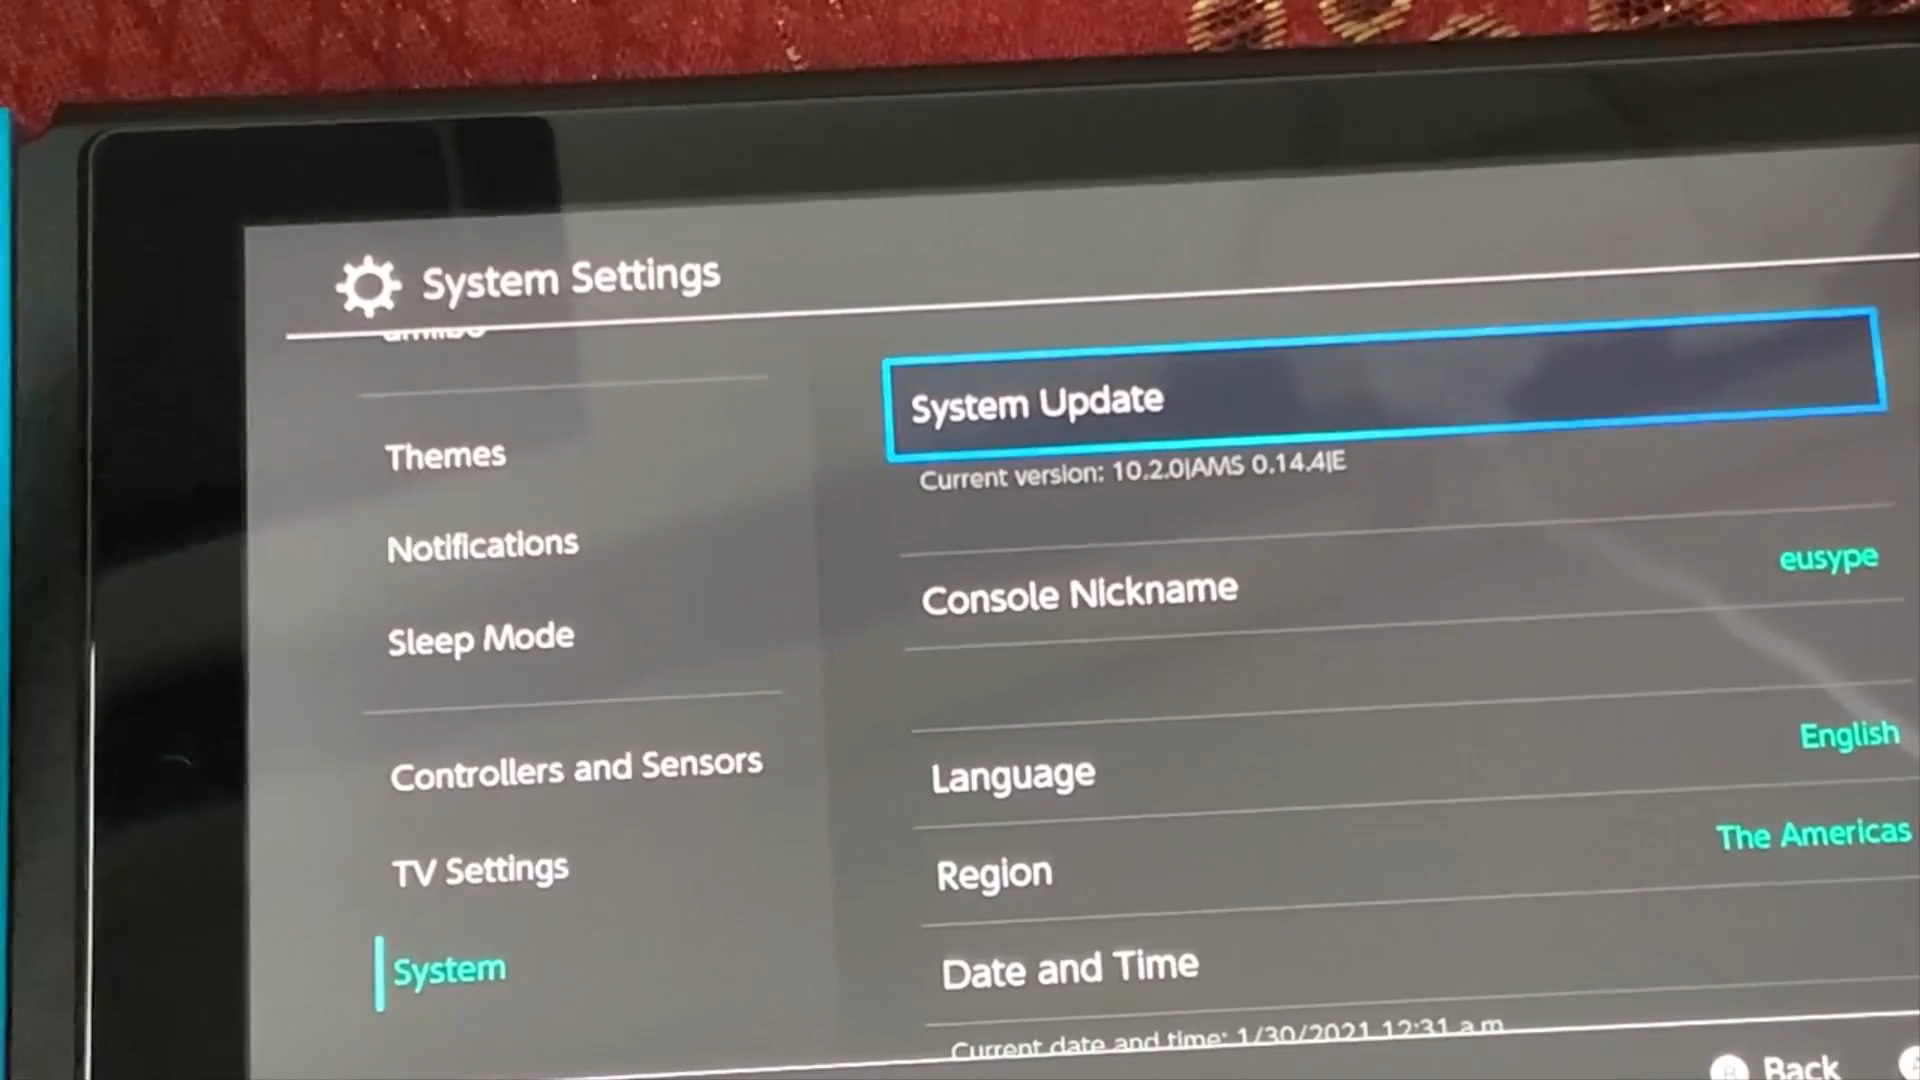 System Settings
amiibo
Themes
Notifications
Sleep Mode
Controllers and Sensors
TV Settings
System
System Update
Current version: 10.2.0|AMS 0.14.4|E
Console Nickname
eusype
Language
English
Region
The Americas
Date and Time
Current date and time: 1/30/2021 12:31 a.m.
B Back